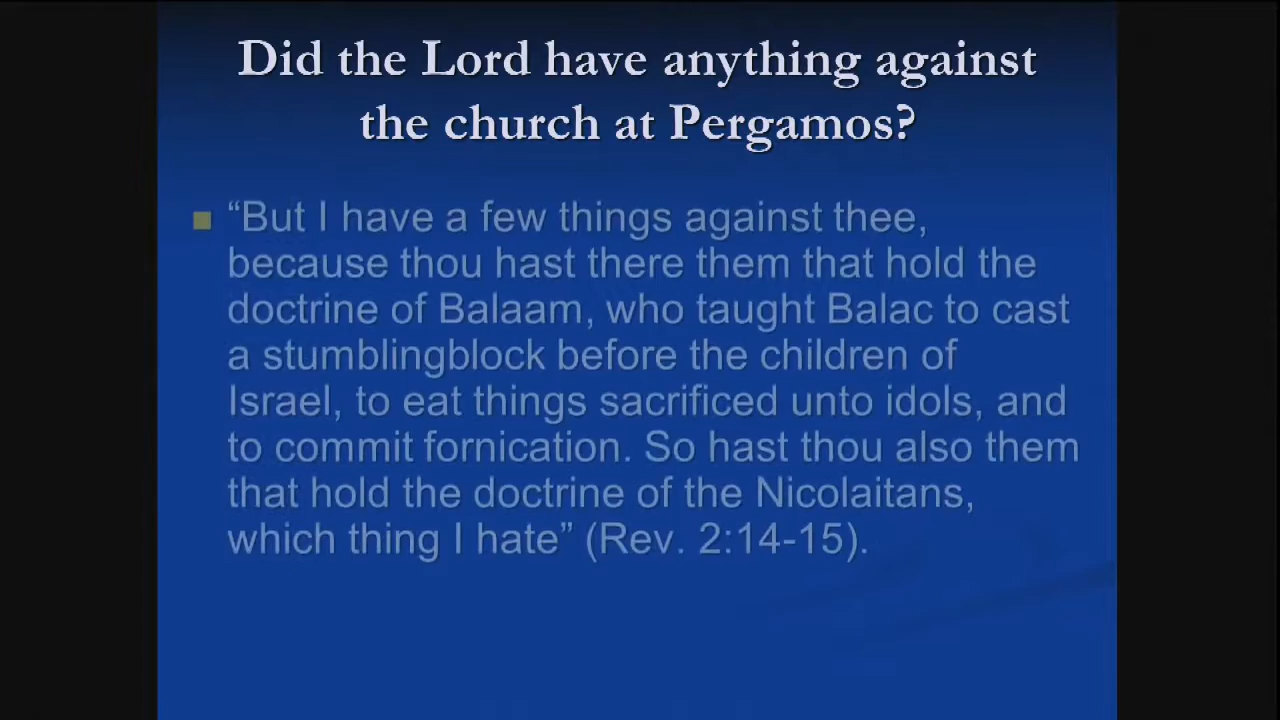 Did the Lord have anything against
the church at Pergamos?
“But I have a few things against thee,
because thou hast there them that hold the
doctrine of Balaam, who taught Balac to cast
a stumblingblock before the children of
Israel, to eat things sacrificed unto idols, and
to commit fornication. So hast thou also them
that hold the doctrine of the Nicolaitans,
which thing I hate” (Rev. 2:14-15).